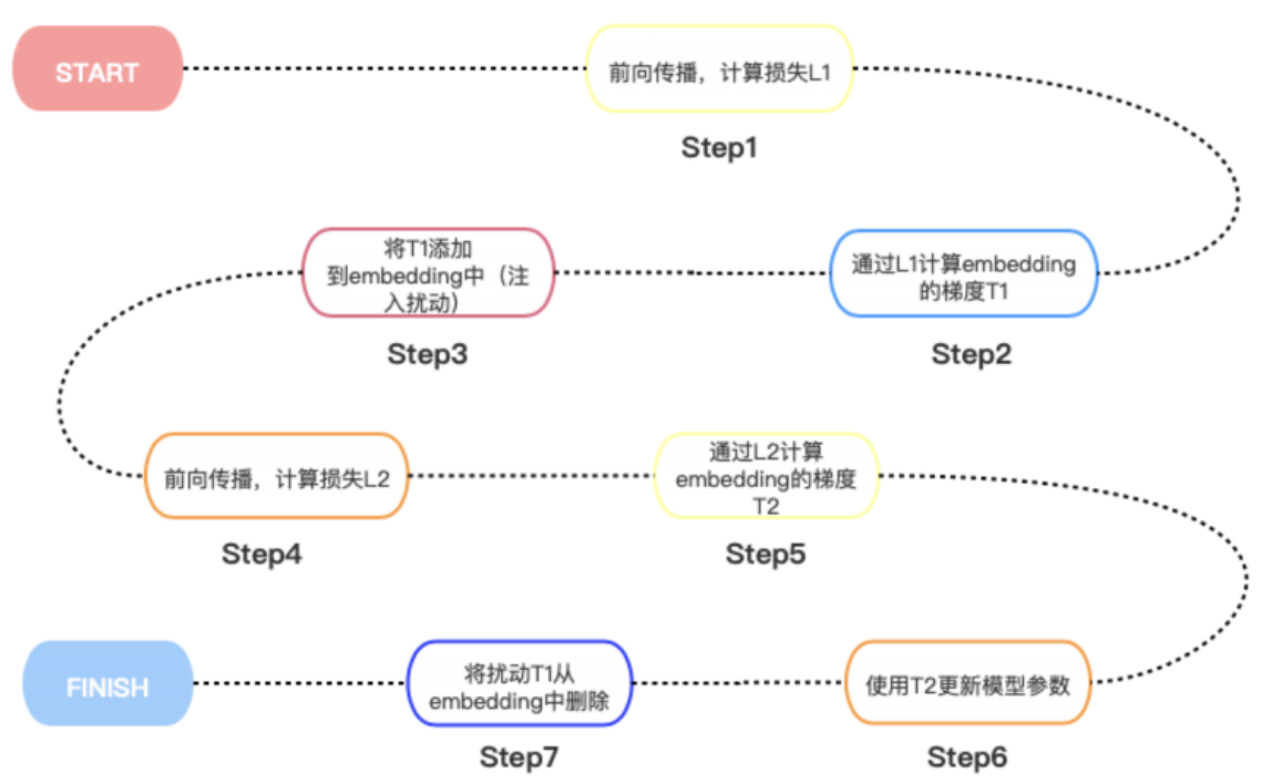 START
前向传播，计算损失L1
Step1
通过L1计算embedding
的梯度T1
Step2
将T1添加
到embedding中（注
入扰动）
Step3
前向传播，计算损失L2
Step4
通过L2计算
embedding的梯度
T2
Step5
使用T2更新模型参数
Step6
将扰动T1从
embedding中删除
Step7
FINISH